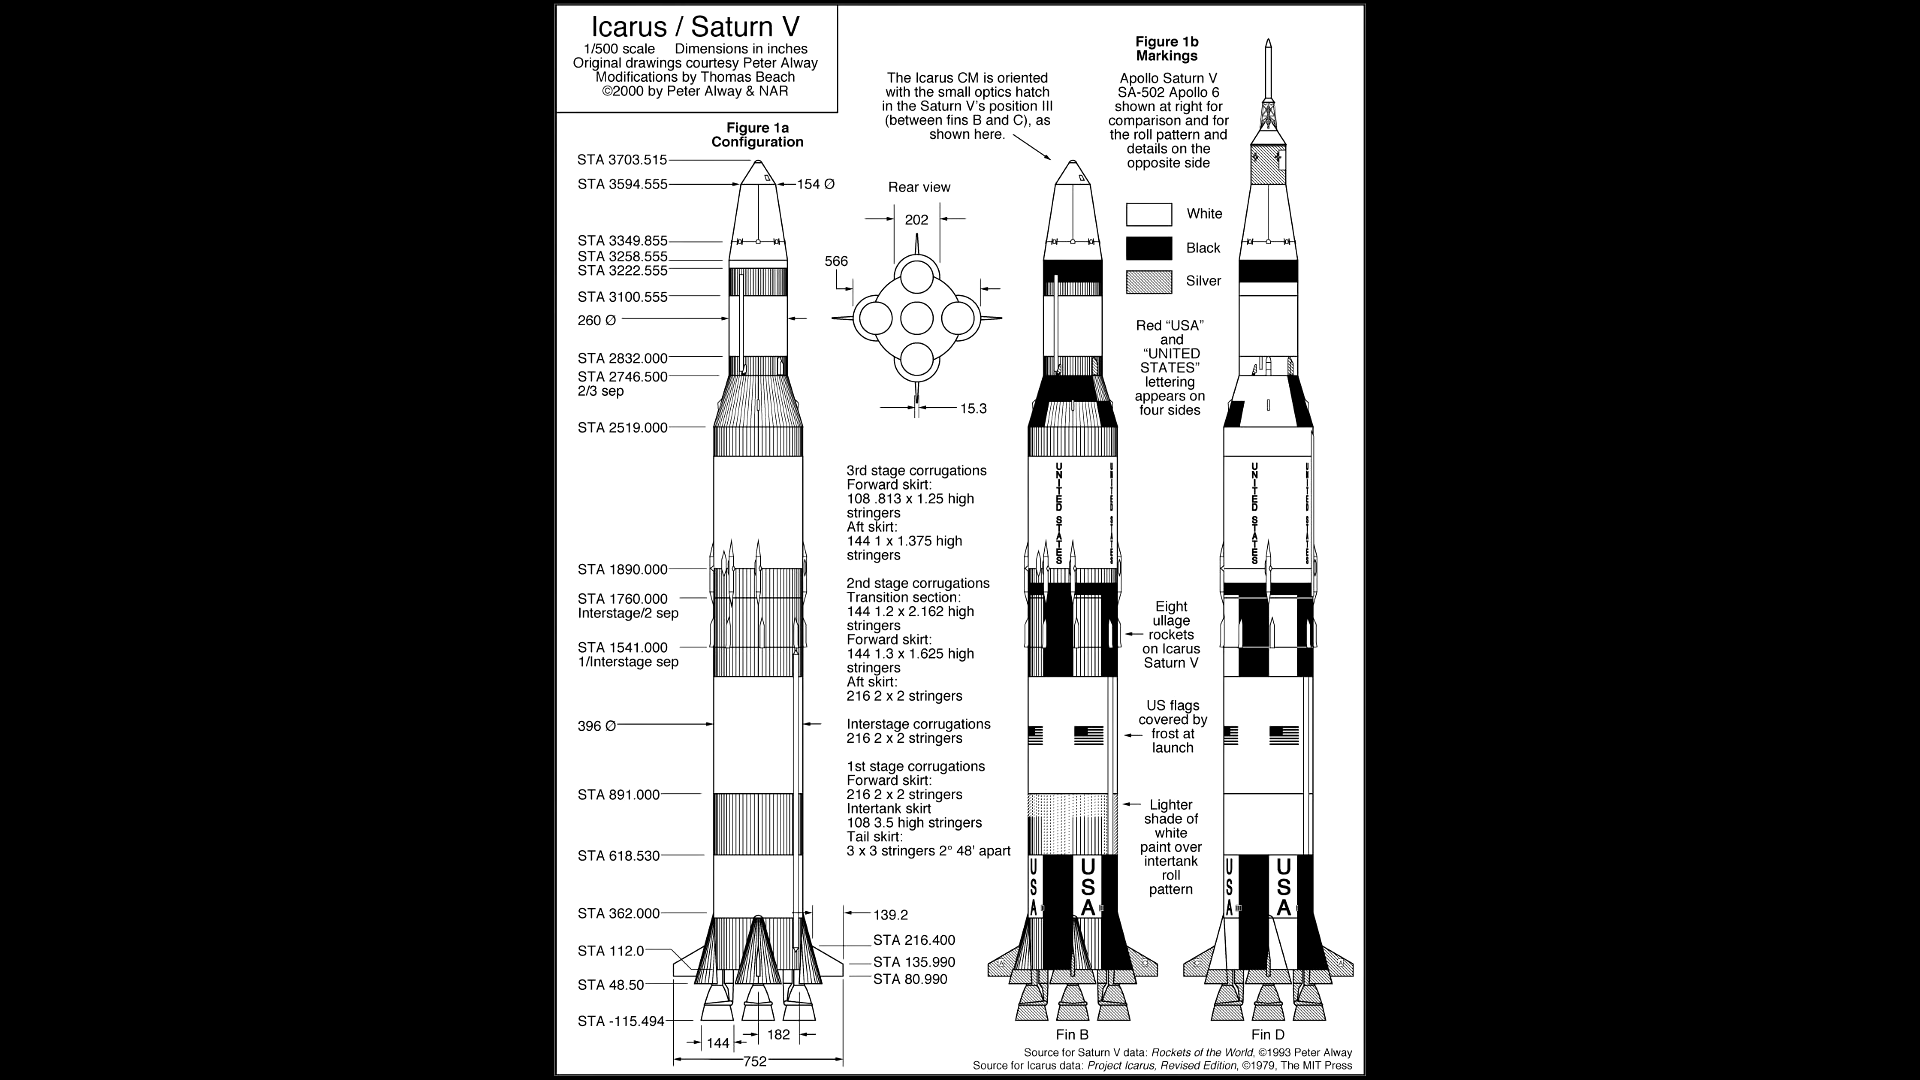 Icarus / Saturn V
1/500 scale Dimensions in inches
Original drawings courtesy Peter Alway
Modifications by Thomas Beach
©2000 by Peter Alway & NAR
Figure 1a
Configuration
STA 3703.515
STA 3594.555
154 Ø
STA 3349.855
STA 3258.555
STA 3222.555
STA 3100.555
260 Ø
STA 2832.000
STA 2746.500
2/3 sep
STA 2519.000
STA 1890.000
STA 1760.000
Interstage/2 sep
STA 1541.000
1/Interstage sep
396 Ø
STA 891.000
STA 618.530
STA 362.000
STA 112.0
STA 48.50
STA -115.494
144
182
752
139.2
STA 216.400
STA 135.990
STA 80.990
The Icarus CM is oriented
with the small optics hatch
in the Saturn V's position III
(between fins B and C), as
shown here.
Rear view
202
566
15.3
3rd stage corrugations
Forward skirt:
108 .813 x 1.25 high
stringers
Aft skirt:
144 1 x 1.375 high
stringers
2nd stage corrugations
Transition section:
144 1.2 x 2.162 high
stringers
Forward skirt:
144 1.3 x 1.625 high
stringers
Aft skirt:
216 2 x 2 stringers
Interstage corrugations
216 2 x 2 stringers
1st stage corrugations
Forward skirt:
216 2 x 2 stringers
Intertank skirt
108 3.5 high stringers
Tail skirt:
3 x 3 stringers 2° 48' apart
Figure 1b
Markings
Apollo Saturn V
SA-502 Apollo 6
shown at right for
comparison and for
the roll pattern and
details on the
opposite side
White
Black
Silver
Red “USA”
and
“UNITED
STATES”
lettering
appears on
four sides
Eight
ullage
rockets
on Icarus
Saturn V
US flags
covered by
frost at
launch
Lighter
shade of
white
paint over
intertank
roll
pattern
UNITED STATES
UNITED STATES
USA
USA
Fin B
UNITED STATES
UNITED STATES
USA
USA
Fin D
Source for Saturn V data: Rockets of the World, ©1993 Peter Alway
Source for Icarus data: Project Icarus, Revised Edition, ©1979, The MIT Press